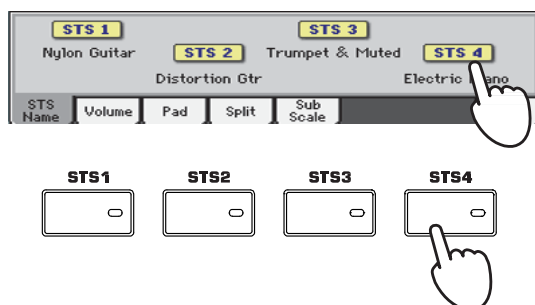 STS 1 STS 3
Nylon Guitar STS 2 Trumpet & Muted STS 4
Distortion Gtr Electric
STS Name Volume Pad Split Sub Scale
STS1 STS2 STS3 STS4